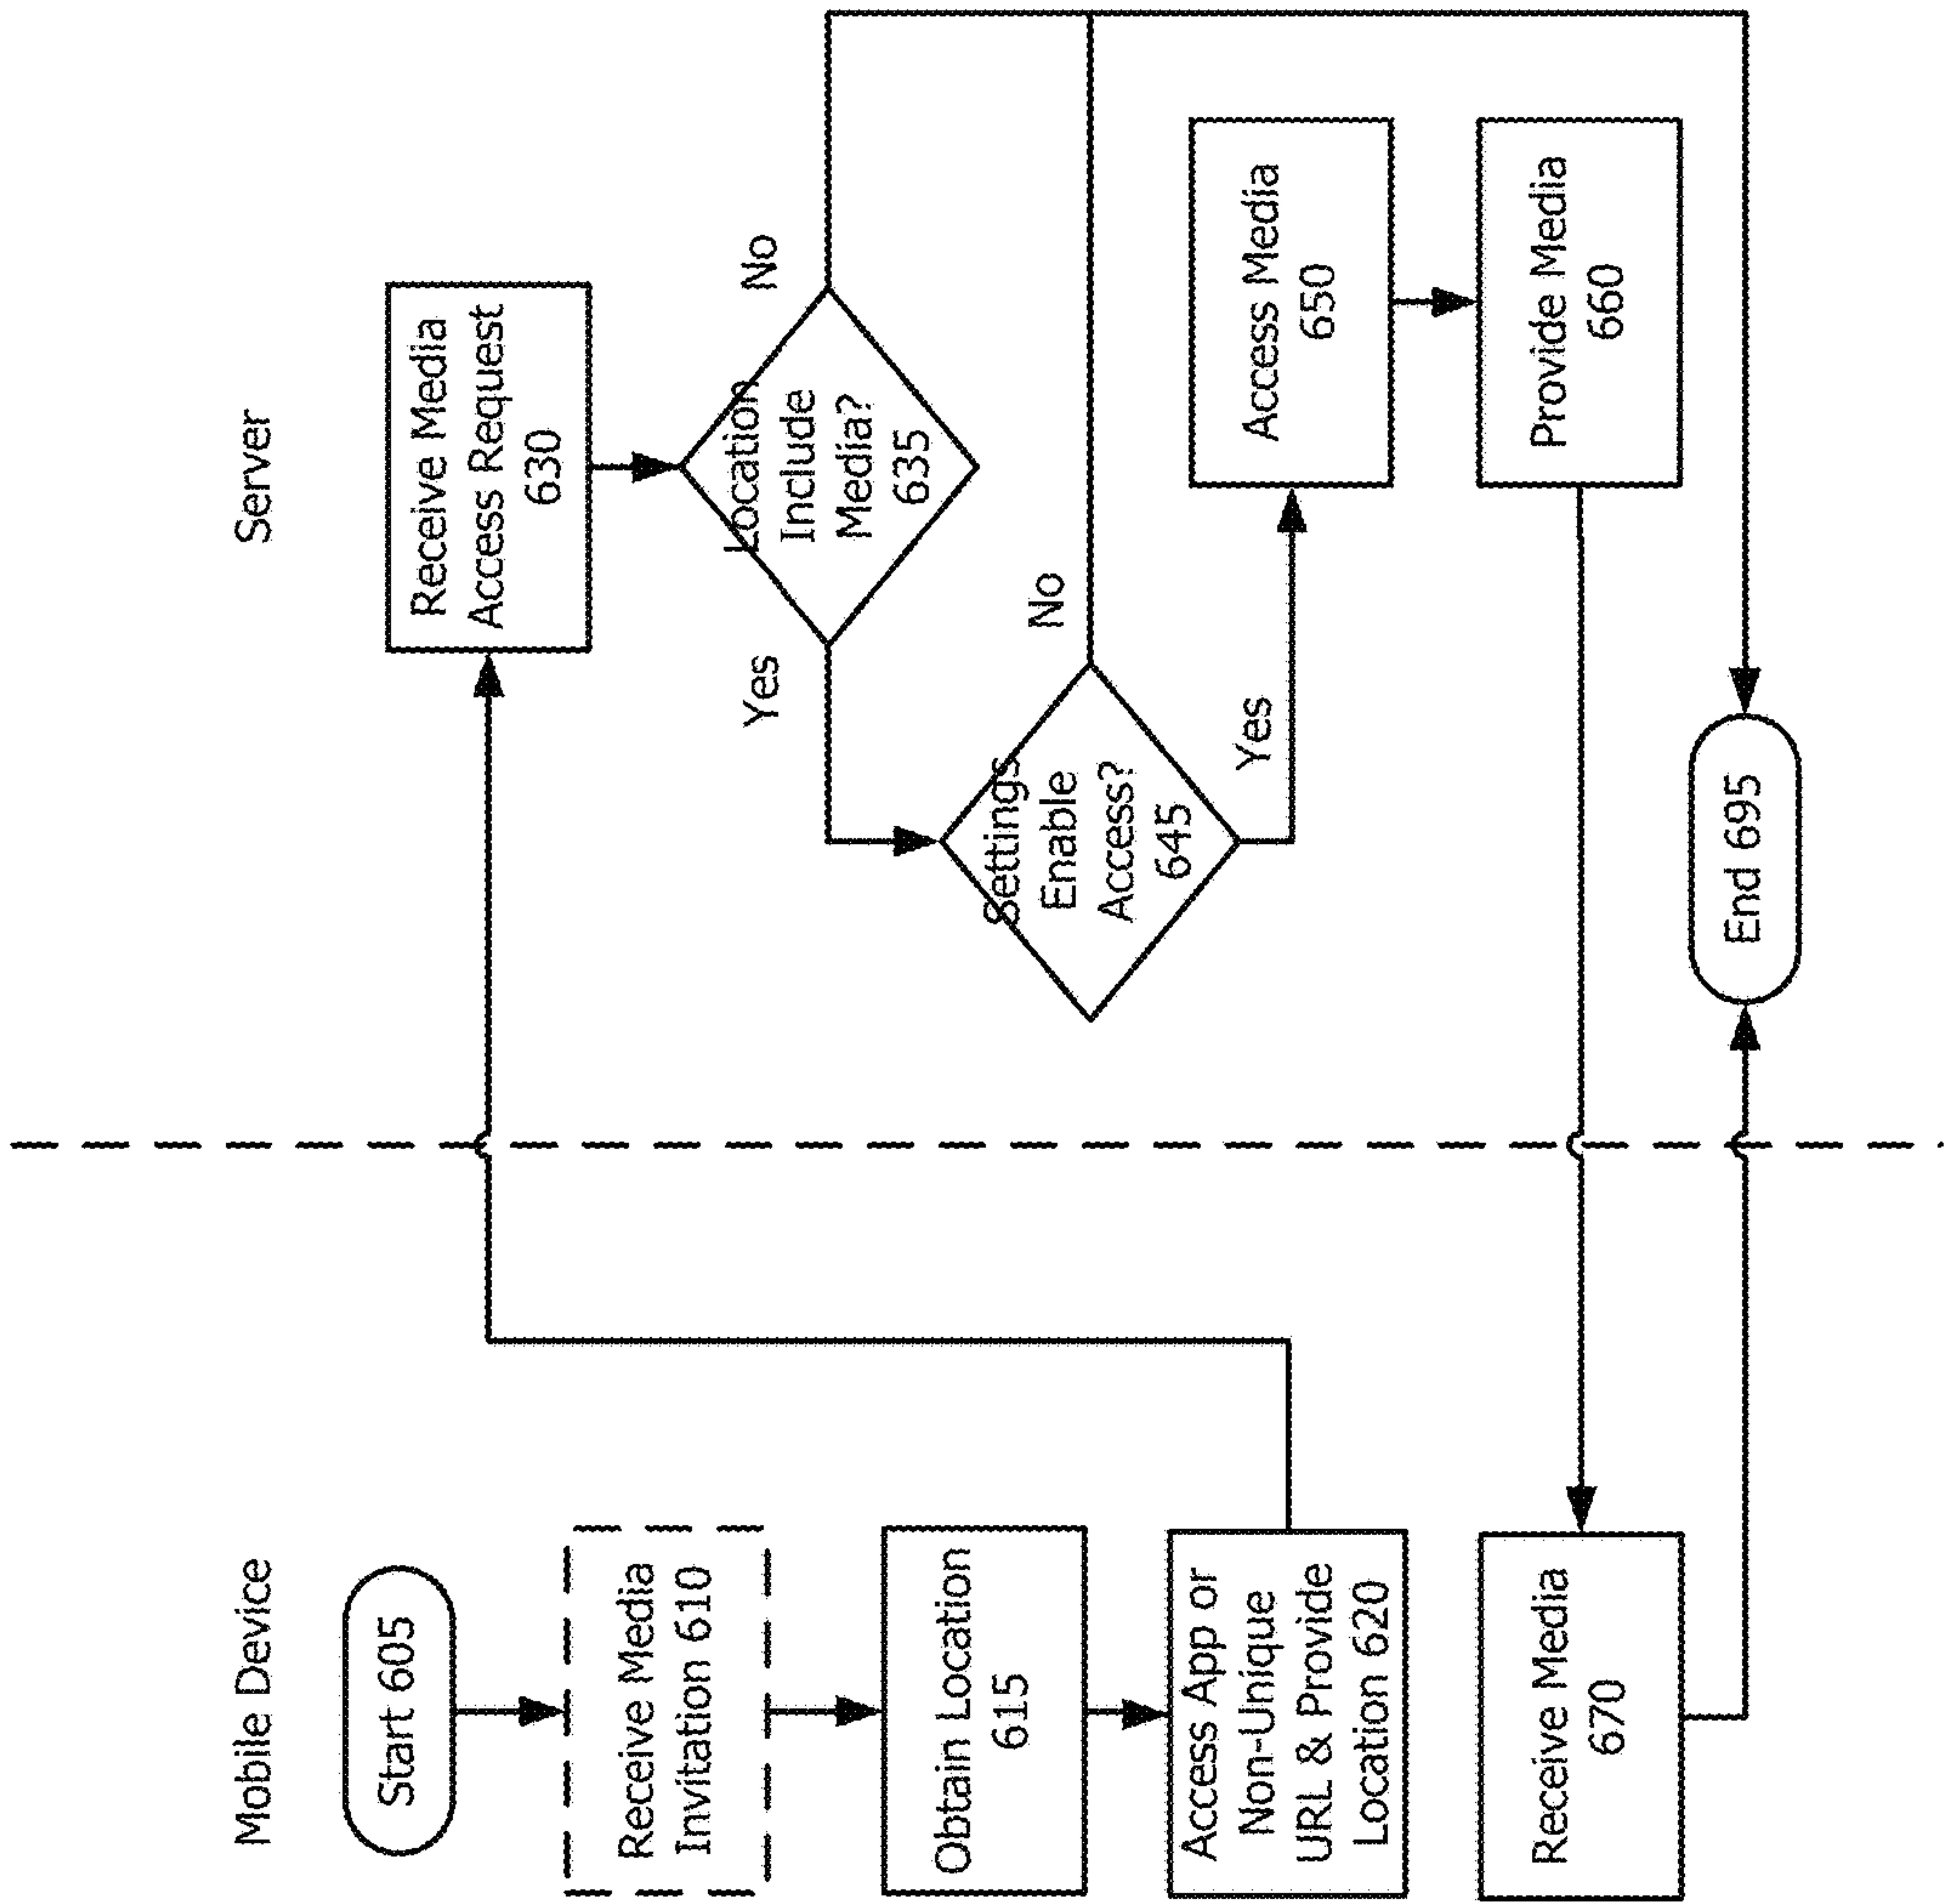 Mobile Device
Server
Start 605
Receive Media
Invitation 610
Obtain Location
615
Access App or
Non-Unique
URL & Provide
Location 620
Receive Media
Access Request
630
Location
Include
Media?
635
No
Yes
Settings
Enable
Access?
645
No
Yes
Access Media
650
Provide Media
660
Receive Media
670
End 695